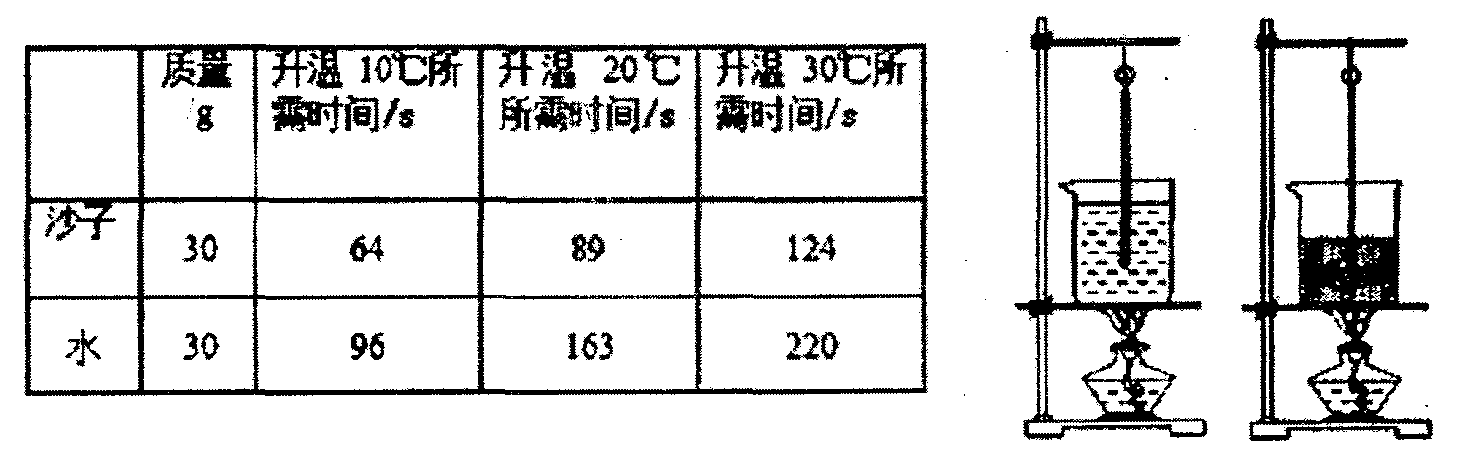 质量
g
升温 10℃所
需时间/s
升温 20℃
所需时间/s
升温 30℃所
需时间/s
沙子
30
64
89
124
水
30
96
163
220